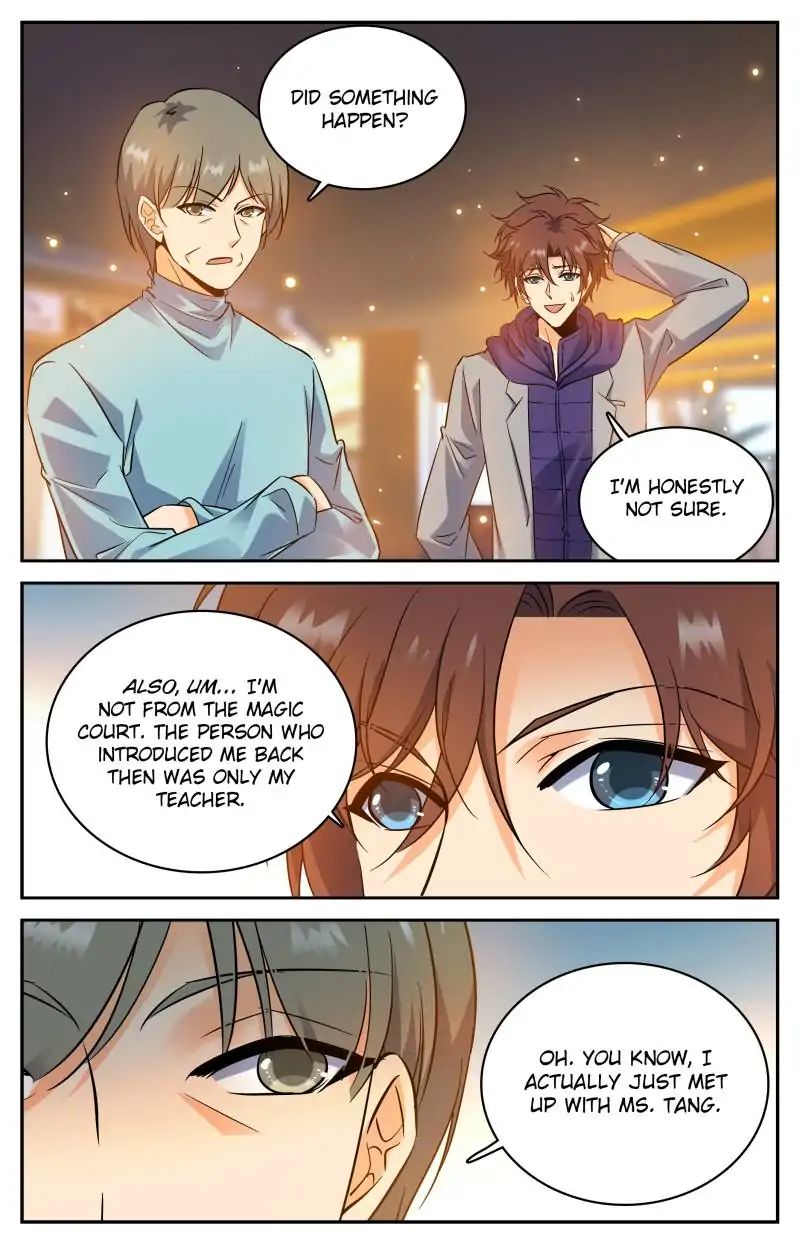 DID SOMETHING
HAPPEN?
I'M HONESTLY
NOT SURE.
ALSO, UM... I'M
NOT FROM THE MAGIC
COURT. THE PERSON WHO
INTRODUCED ME BACK
THEN WAS ONLY MY
TEACHER.
OH. YOU KNOW, I
ACTUALLY JUST MET
UP WITH MS. TANG.